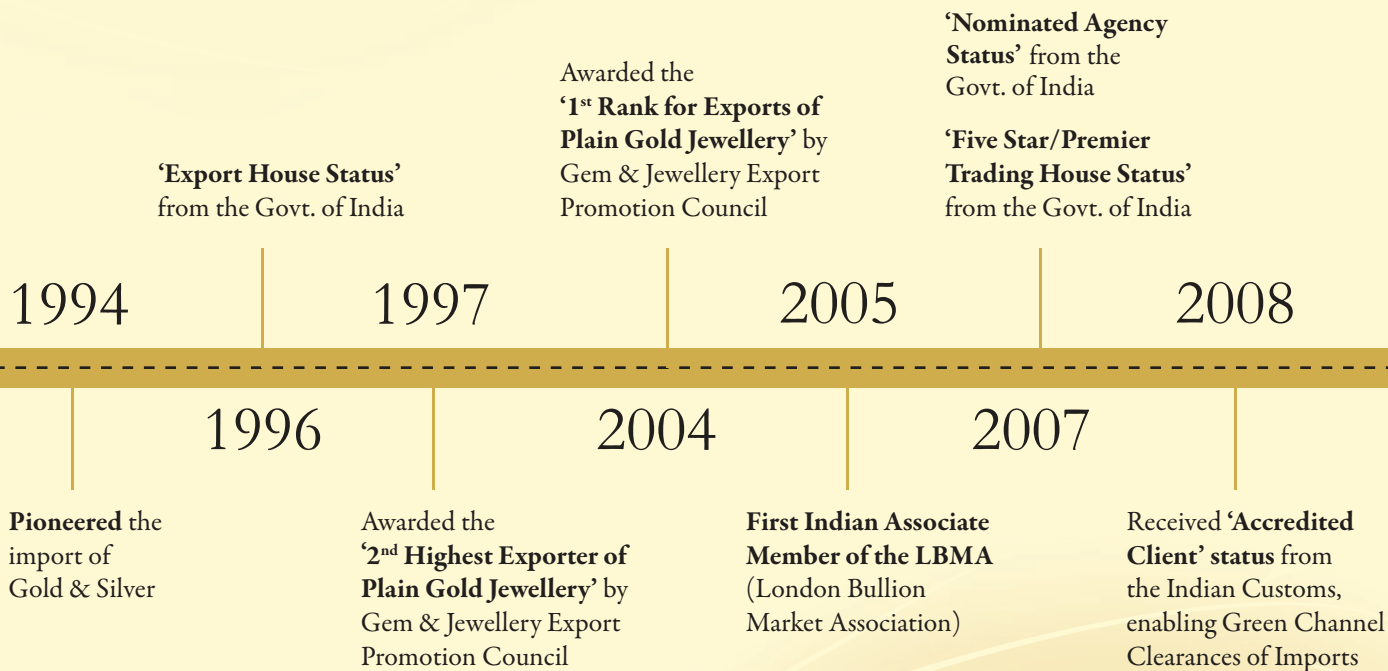 1994
Pioneered the
import of
Gold & Silver
‘Export House Status’
from the Govt. of India
1996
1997
Awarded the
‘2nd Highest Exporter of
Plain Gold Jewellery’ by
Gem & Jewellery Export
Promotion Council
Awarded the
‘1st Rank for Exports of
Plain Gold Jewellery’ by
Gem & Jewellery Export
Promotion Council
2004
2005
First Indian Associate
Member of the LBMA
(London Bullion
Market Association)
‘Nominated Agency
Status’ from the
Govt. of India
‘Five Star/Premier
Trading House Status’
from the Govt. of India
2007
2008
Received ‘Accredited
Client’ status from
the Indian Customs,
enabling Green Channel
Clearances of Imports